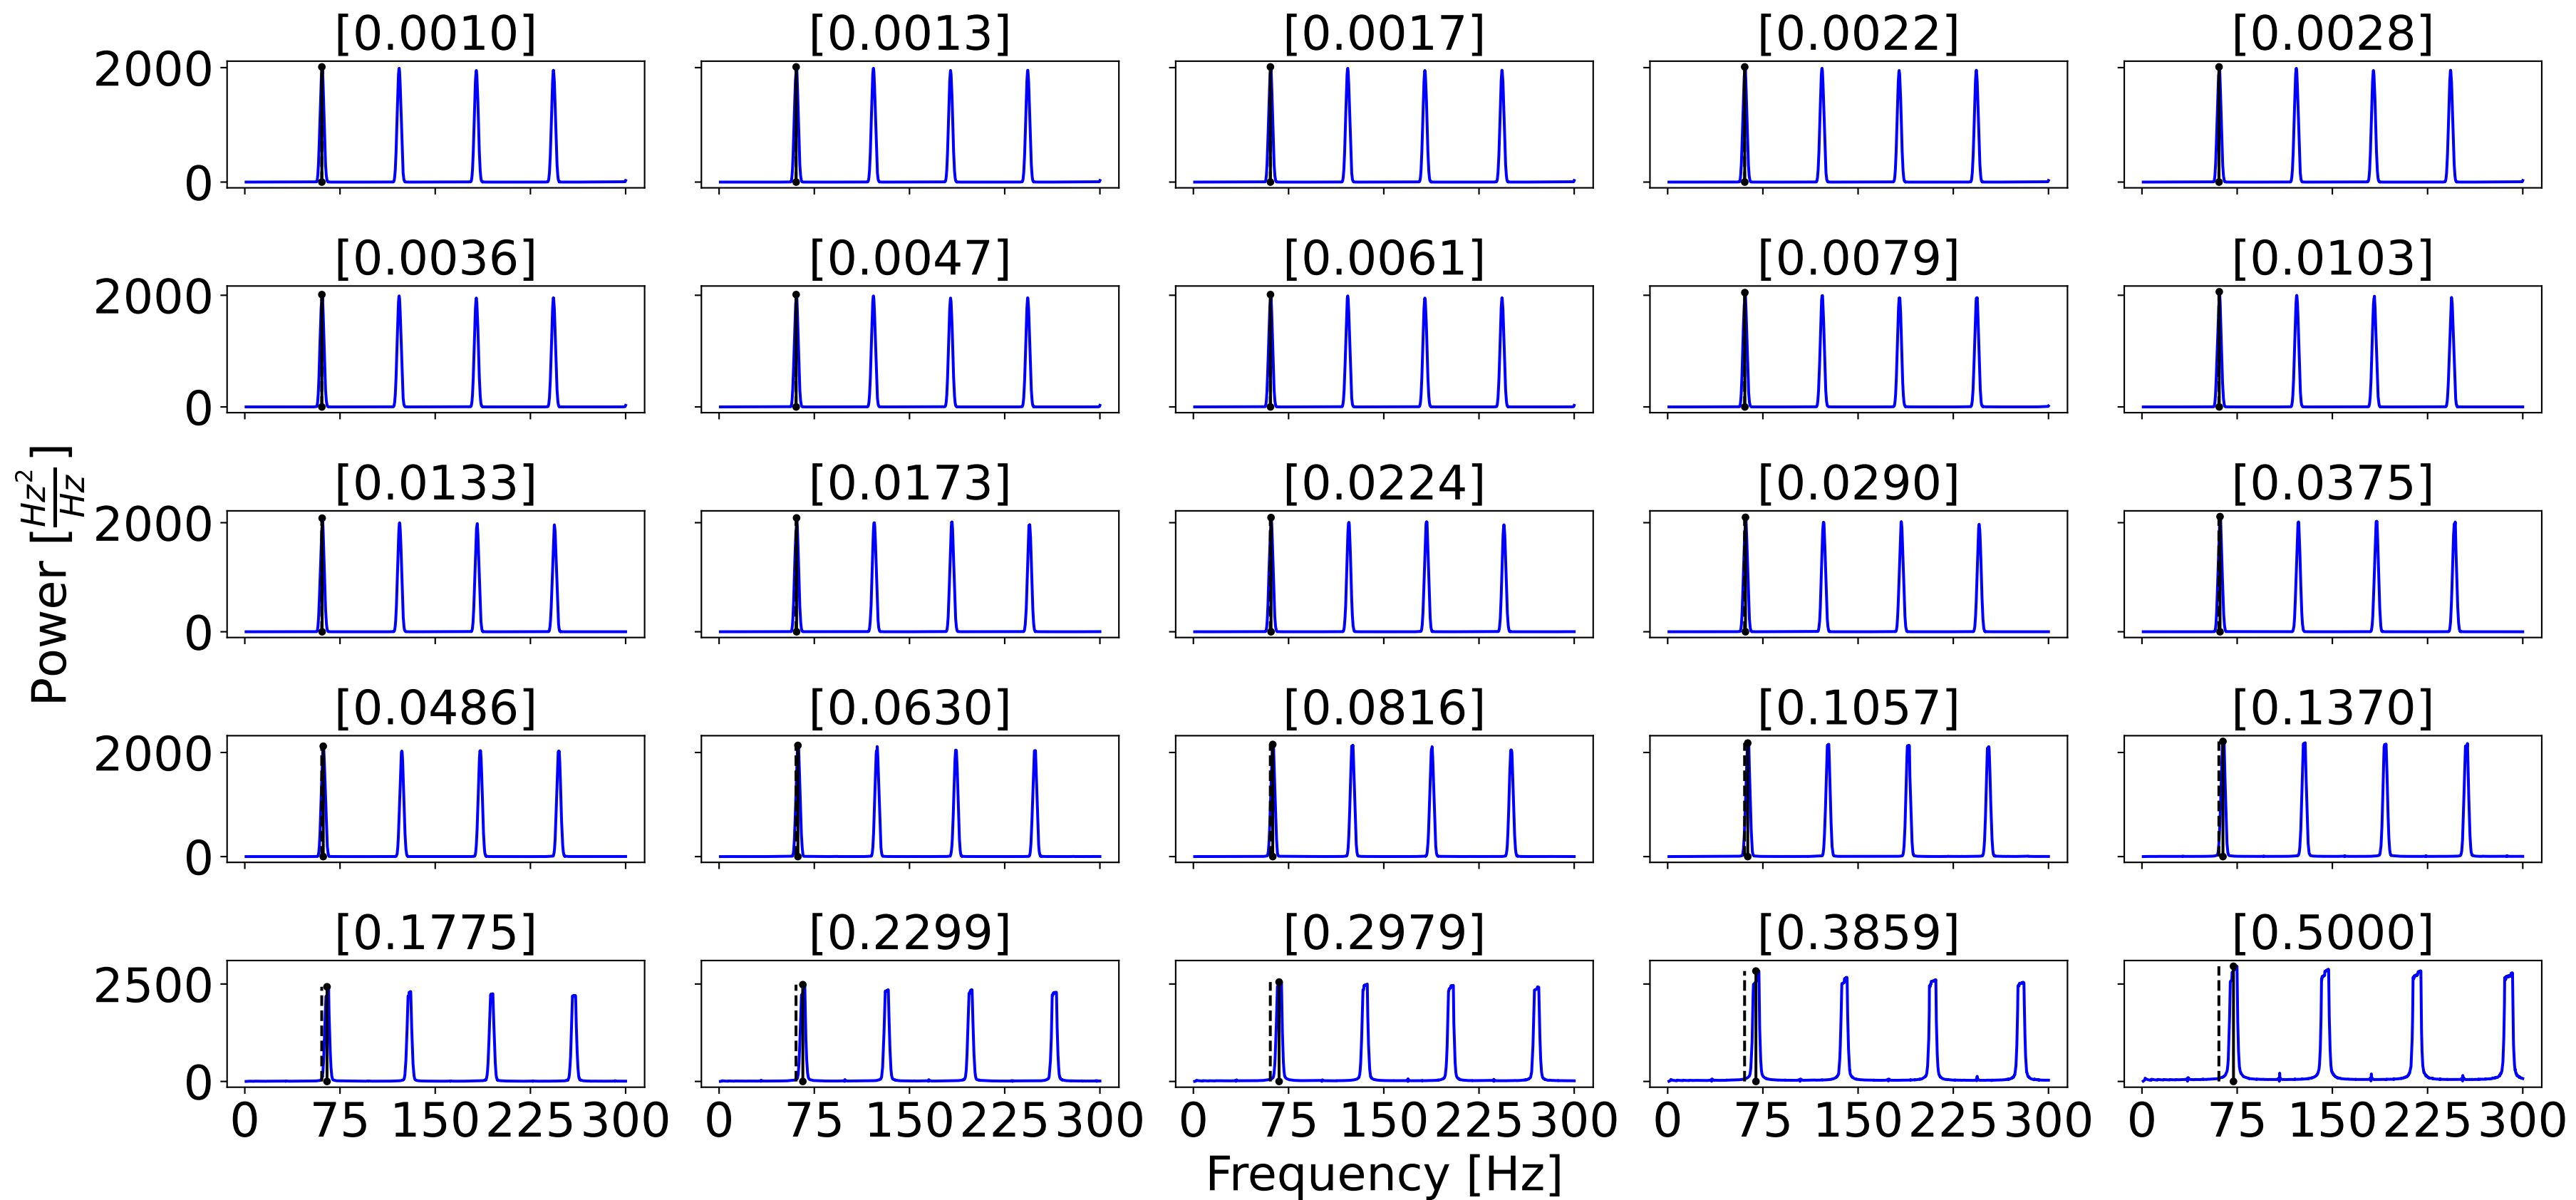 [0.0010] [0.0013] [0.0017] [0.0022] [0.0028]
2000
0
[0.0036] [0.0047] [0.0061] [0.0079] [0.0103]
2000
0
[0.0133] [0.0173] [0.0224] [0.0290] [0.0375]
2000
0
Power [Hz²/Hz]
[0.0486] [0.0630] [0.0816] [0.1057] [0.1370]
2000
0
[0.1775] [0.2299] [0.2979] [0.3859] [0.5000]
2500
0
0 75 150 225 300 0 75 150 225 300 0 75 150 225 300 0 75 150 225 300 0 75 150 225 300
Frequency [Hz]